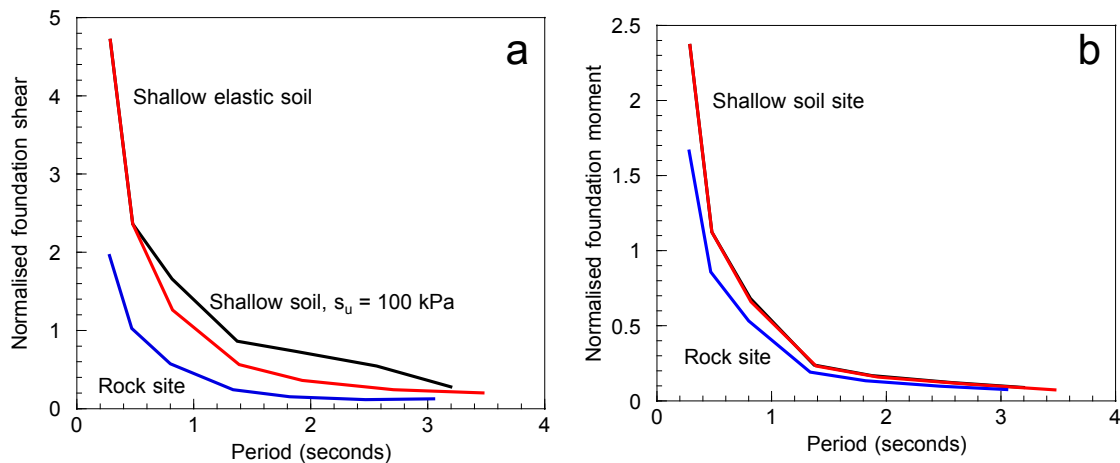 a
5
4
3
2
1
0
Normalised foundation shear
Shallow elastic soil
Shallow soil, su = 100 kPa
Rock site
0
1
2
3
4
Period (seconds)
b
2.5
2
1.5
1
0.5
0
Normalised foundation moment
Shallow soil site
Rock site
0
1
2
3
4
Period (seconds)